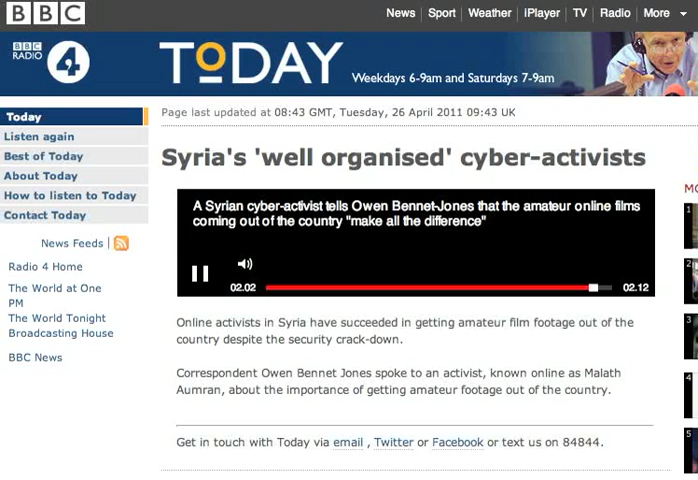 BBC
News Sport Weather iPlayer TV Radio More
BBC
RADIO
4
TODAY
Weekdays 6-9am and Saturdays 7-9am
Today
Listen again
Best of Today
About Today
How to listen to Today
Contact Today
News Feeds |
Radio 4 Home
The World at One
PM
The World Tonight
Broadcasting House
BBC News
Page last updated at 08:43 GMT, Tuesday, 26 April 2011 09:43 UK
Syria's 'well organised' cyber-activists
A Syrian cyber-activist tells Owen Bennet-Jones that the amateur online films
coming out of the country "make all the difference"
02.02 02.12
Online activists in Syria have succeeded in getting amateur film footage out of the
country despite the security crack-down.
Correspondent Owen Bennet Jones spoke to an activist, known online as Malath
Aumran, about the importance of getting amateur footage out of the country.
Get in touch with Today via email , Twitter or Facebook or text us on 84844.
MO
1
2
3
4
5